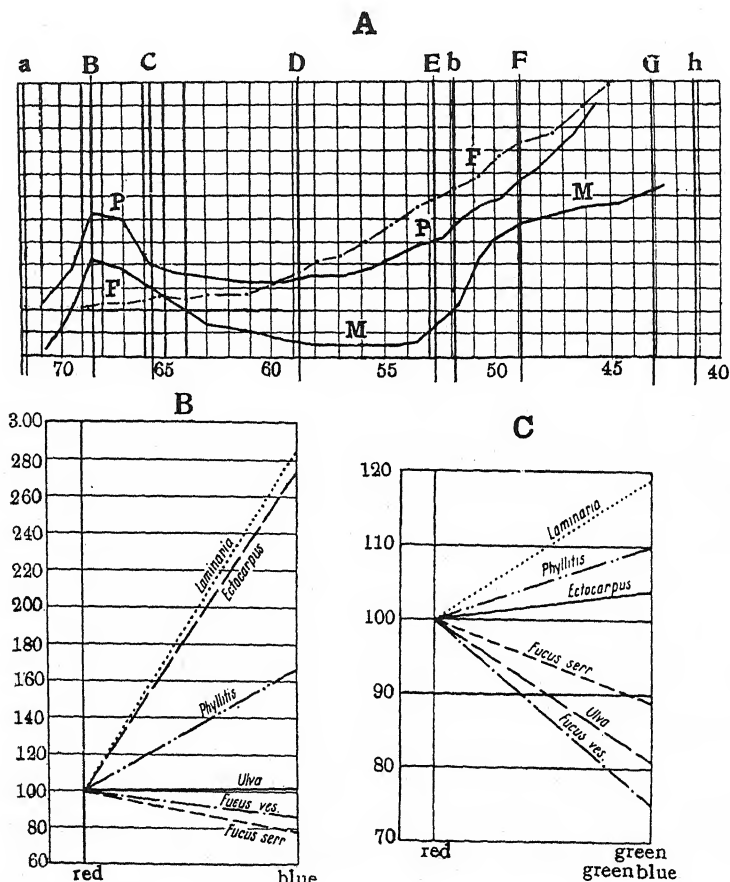 A
a B C D E b F G h
F
P
M
P
F
M
70 65 60 55 50 45 40
B
3.00
280
260
240
220
200
180
160
140
120
100
80
60
Laminaria
Ectocarpus
Phyllitis
Ulva
Fucus ves.
Fucus serr
red blue
C
120
110
100
90
80
70
Laminaria
Phyllitis
Ectocarpus
Fucus serr
Ulva
Fucus ves.
red green
green blue